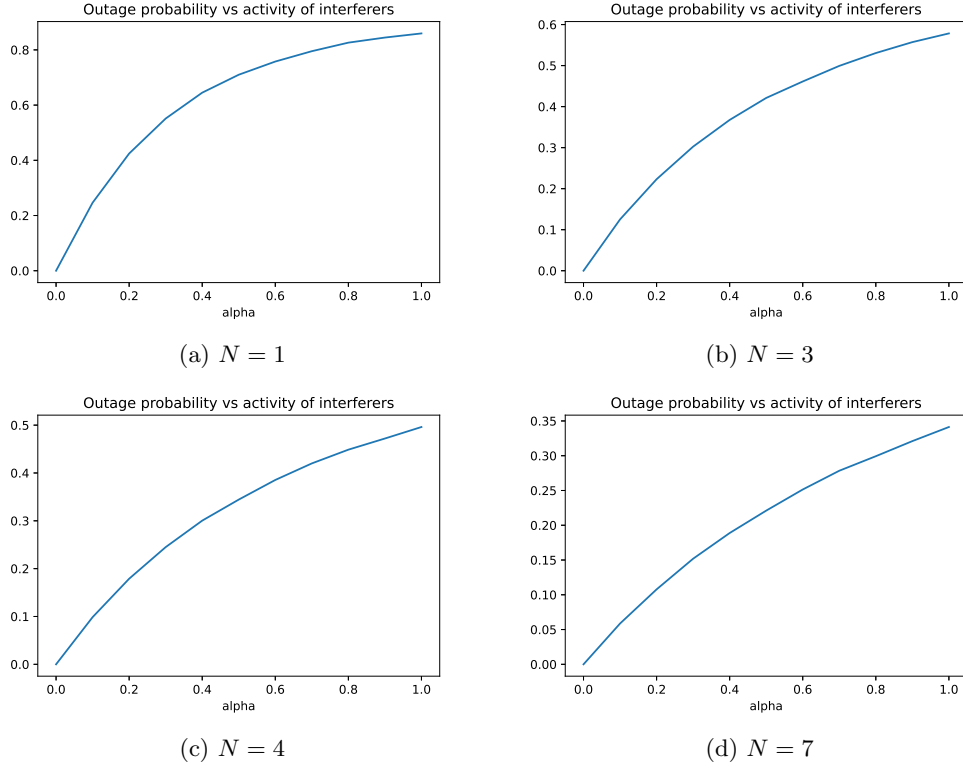 Outage probability vs activity of interferers
0.8
0.6
0.4
0.2
0.0
0.0 0.2 0.4 0.6 0.8 1.0
alpha
(a) N = 1
Outage probability vs activity of interferers
0.6
0.5
0.4
0.3
0.2
0.1
0.0
0.0 0.2 0.4 0.6 0.8 1.0
alpha
(b) N = 3
Outage probability vs activity of interferers
0.5
0.4
0.3
0.2
0.1
0.0
0.0 0.2 0.4 0.6 0.8 1.0
alpha
(c) N = 4
Outage probability vs activity of interferers
0.35
0.30
0.25
0.20
0.15
0.10
0.05
0.00
0.0 0.2 0.4 0.6 0.8 1.0
alpha
(d) N = 7